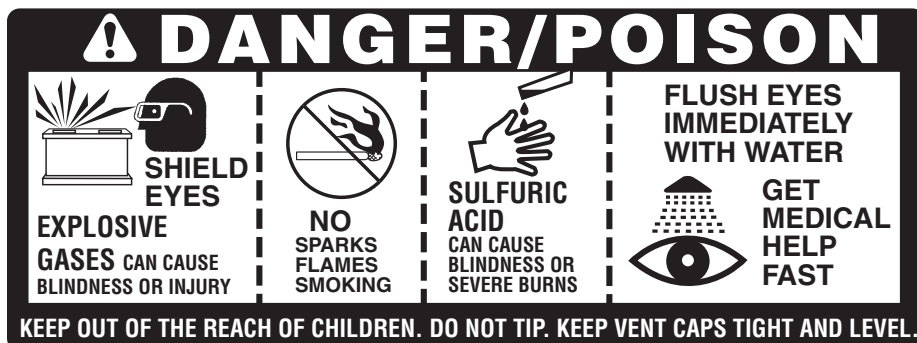 DANGER/POISON
SHIELD
EYES
EXPLOSIVE
GASES CAN CAUSE
BLINDNESS OR INJURY
NO
SPARKS
FLAMES
SMOKING
SULFURIC
ACID
CAN CAUSE
BLINDNESS OR
SEVERE BURNS
FLUSH EYES
IMMEDIATELY
WITH WATER
GET
MEDICAL
HELP
FAST
KEEP OUT OF THE REACH OF CHILDREN. DO NOT TIP. KEEP VENT CAPS TIGHT AND LEVEL.